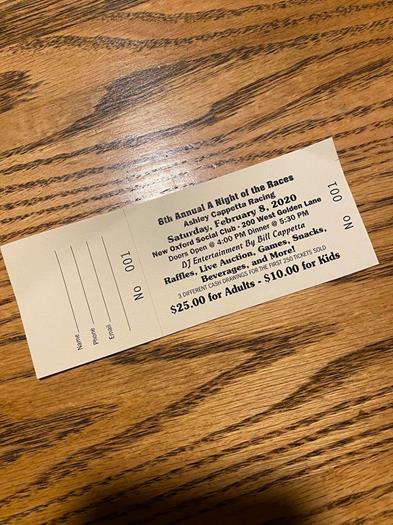 8th Annual A Night of the Races
Ashley Cappetta Racing
Saturday, February 8, 2020
New Oxford Social Club - 200 West Golden Lane
Doors Open @ 4:00 PM Dinner @ 5:30 PM
DJ Entertainment By Bill Cappetta
Raffles, Live Auction, Games, Snacks,
Beverages, and More!
3 DIFFERENT CASH DRAWINGS FOR THE FIRST 250 TICKETS SOLD
$25.00 for Adults - $10.00 for Kids
Name
Phone
Email
No 001
No 001